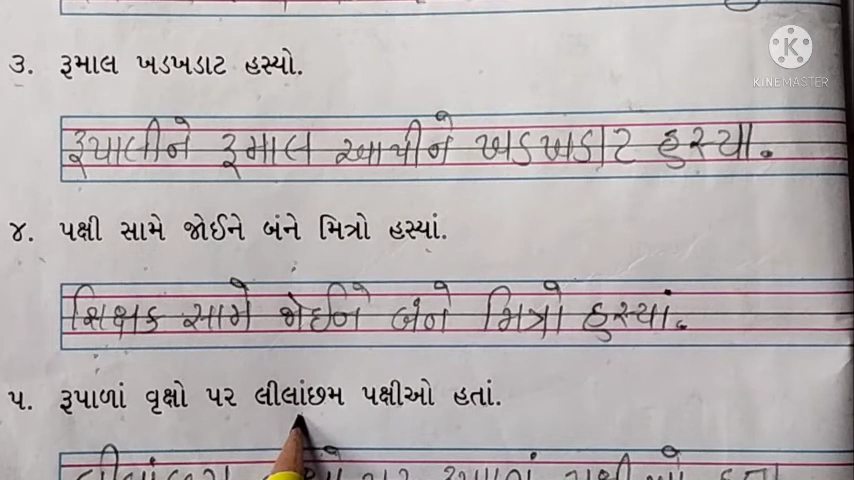 KINEMASTER
૩. રૂમાલ ખડખડાટ હસ્યો.
રૂપાલીને રૂમાલ આપીને ખડખડાટ હસ્યા.
૪. પક્ષી સામે જોઈને બંને મિત્રો હસ્યાં.
શિક્ષક સામે જોઈને બંને મિત્રો હસ્યાં.
૫. રૂપાળાં વૃક્ષો પર લીલાંછમ પક્ષીઓ હતાં.